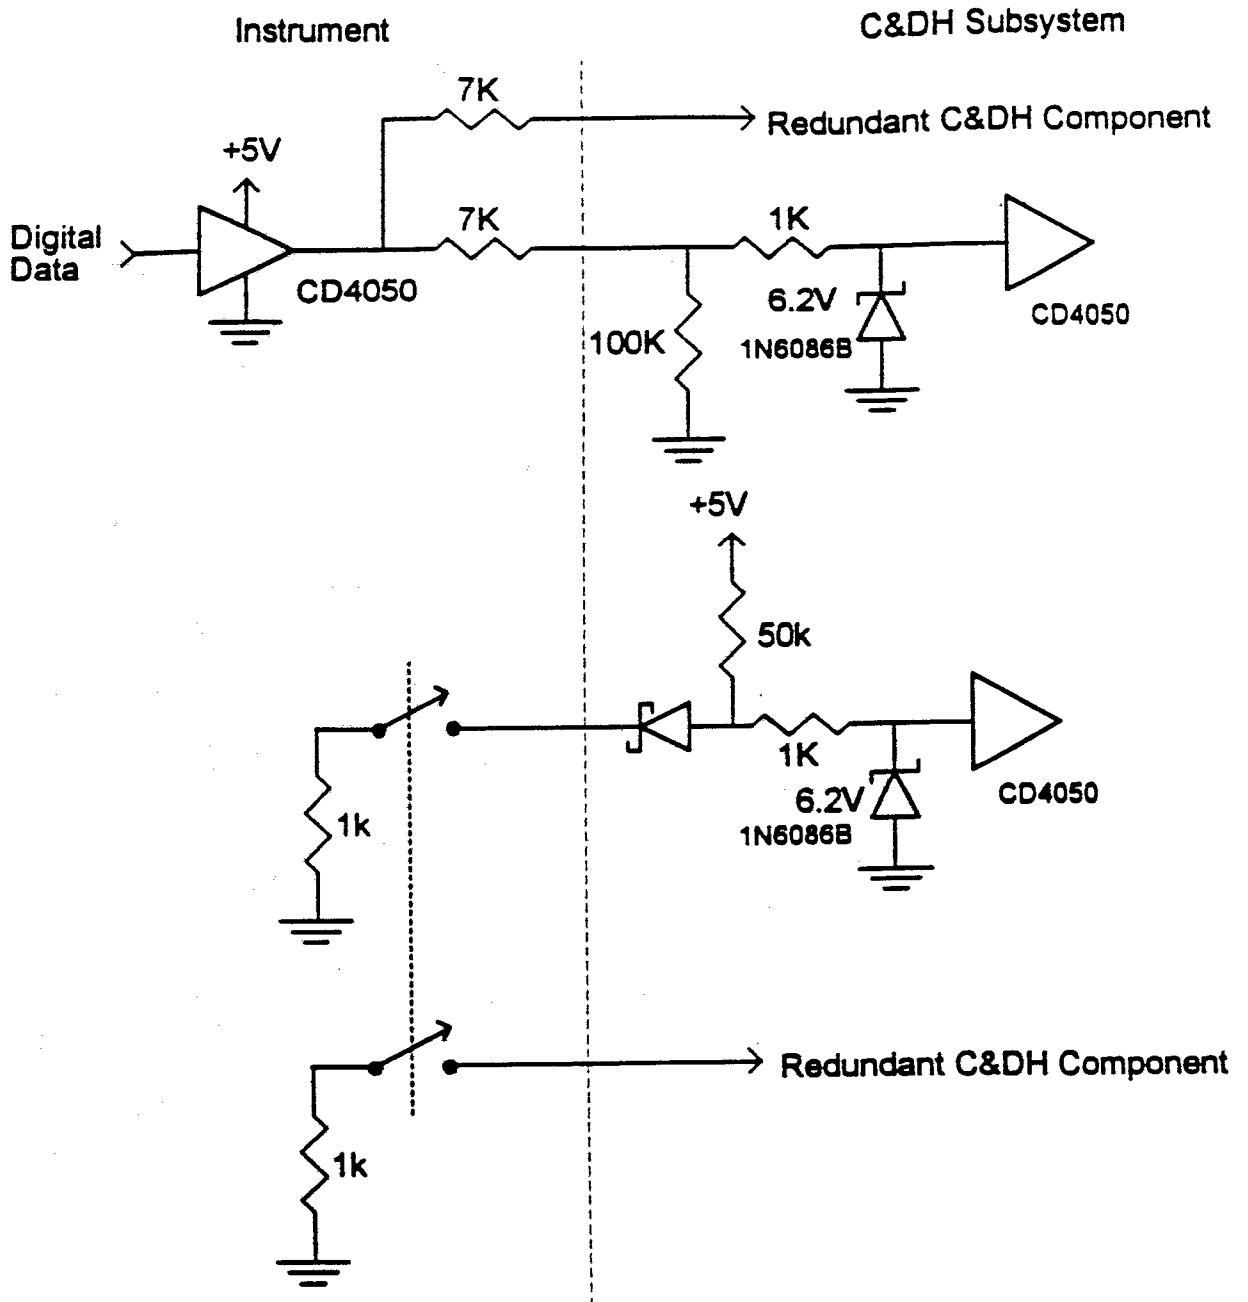 Instrument
C&DH Subsystem
7K
Redundant C&DH Component
+5V
Digital
Data
7K
1K
CD4050
100K
6.2V
1N6086B
CD4050
+5V
50k
1K
1k
6.2V
1N6086B
CD4050
Redundant C&DH Component
1k